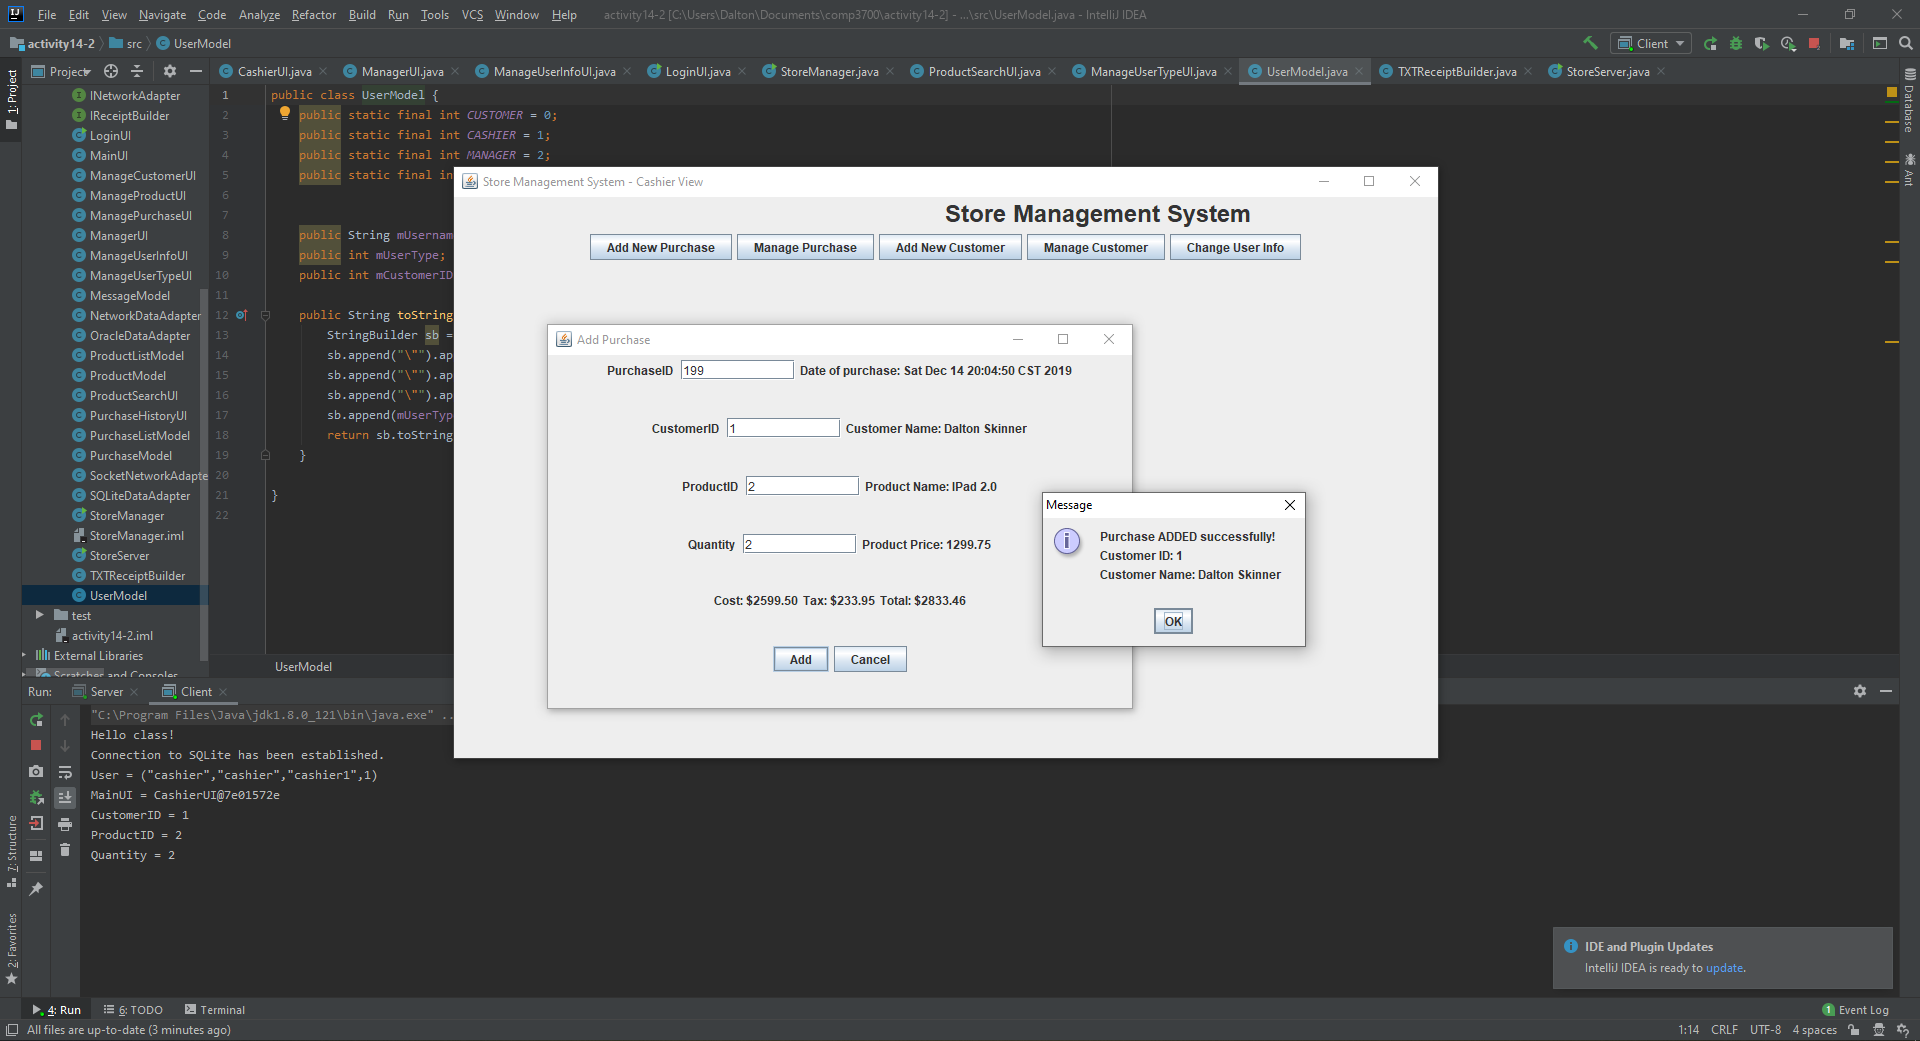 File Edit View Navigate Code Analyze Refactor Build Run Tools VCS Window Help activity14-2 [C:\Users\Dalton\Documents\comp3700\activity14-2] - ...\src\UserModel.java - IntelliJ IDEA
activity14-2 src UserModel
Client
1: Project
Project
CashierUI.java ManagerUI.java ManageUserInfoUI.java LoginUI.java StoreManager.java ProductSearchUI.java ManageUserTypeUI.java UserModel.java TXTReceiptBuilder.java StoreServer.java
INetworkAdapter
IReceiptBuilder
LoginUI
MainUI
ManageCustomerUI
ManageProductUI
ManagePurchaseUI
ManagerUI
ManageUserInfoUI
ManageUserTypeUI
MessageModel
NetworkDataAdapter
OracleDataAdapter
ProductListModel
ProductModel
ProductSearchUI
PurchaseHistoryUI
PurchaseListModel
PurchaseModel
SocketNetworkAdapte
SQLiteDataAdapter
StoreManager
StoreManager.iml
StoreServer
TXTReceiptBuilder
UserModel
test
activity14-2.iml
External Libraries
Scratches and Consoles
1 public class UserModel {
2 public static final int CUSTOMER = 0;
3 public static final int CASHIER = 1;
4 public static final int MANAGER = 2;
5 public static final in
6
7
8 public String mUsernam
9 public int mUserType;
10 public int mCustomerID
11
12 public String toString
13 StringBuilder sb =
14 sb.append("\"").ap
15 sb.append("\"").ap
16 sb.append("\"").ap
17 sb.append(mUserTyp
18 return sb.toString
19 }
20
21 }
22
UserModel
Database
Ant
Store Management System - Cashier View
Store Management System
Add New Purchase Manage Purchase Add New Customer Manage Customer Change User Info
Add Purchase
PurchaseID 199 Date of purchase: Sat Dec 14 20:04:50 CST 2019
CustomerID 1 Customer Name: Dalton Skinner
ProductID 2 Product Name: IPad 2.0
Quantity 2 Product Price: 1299.75
Cost: $2599.50 Tax: $233.95 Total: $2833.46
Add Cancel
Message
Purchase ADDED successfully!
Customer ID: 1
Customer Name: Dalton Skinner
OK
Run: Server Client
"C:\Program Files\Java\jdk1.8.0_121\bin\java.exe" ..
Hello class!
Connection to SQLite has been established.
User = ("cashier","cashier","cashier1",1)
MainUI = CashierUI@7e01572e
CustomerID = 1
ProductID = 2
Quantity = 2
7: Structure
2: Favorites
IDE and Plugin Updates
IntelliJ IDEA is ready to update.
4: Run 6: TODO Terminal
1 Event Log
All files are up-to-date (3 minutes ago)
1:14 CRLF UTF-8 4 spaces